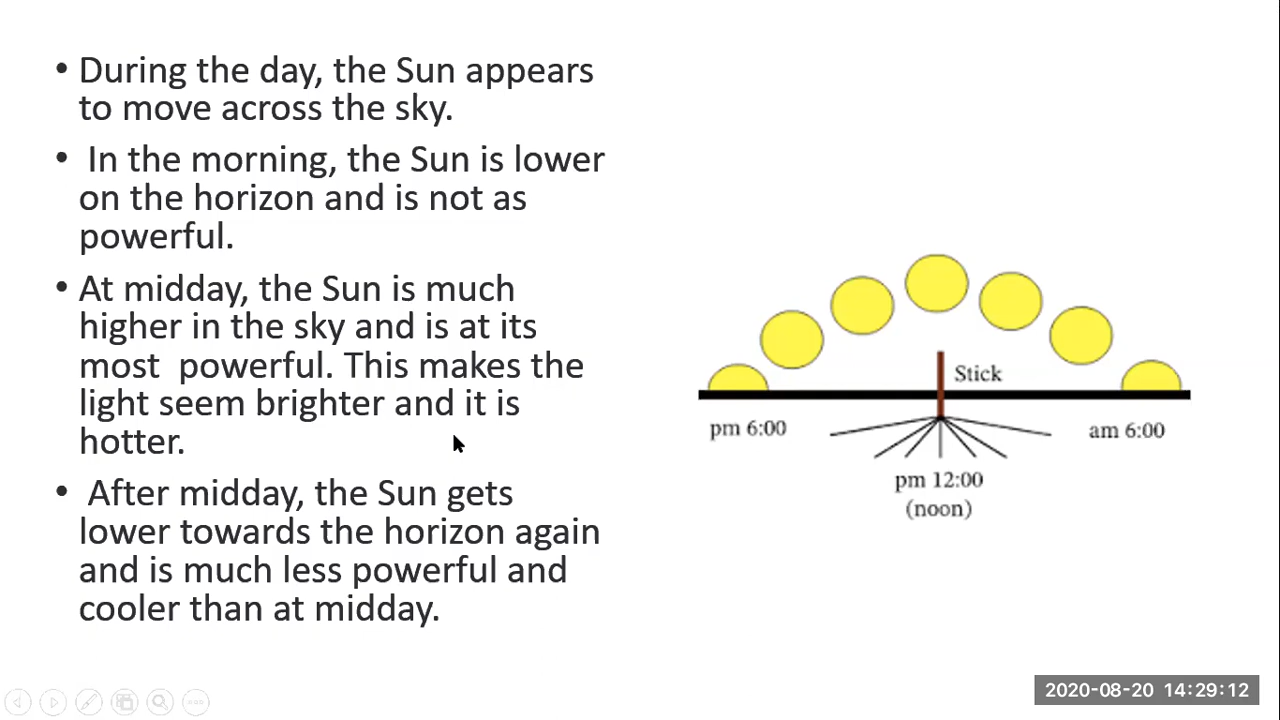 • During the day, the Sun appears
to move across the sky.
• In the morning, the Sun is lower
on the horizon and is not as
powerful.
• At midday, the Sun is much
higher in the sky and is at its
most  powerful. This makes the
light seem brighter and it is
hotter.
• After midday, the Sun gets
lower towards the horizon again
and is much less powerful and
cooler than at midday.
Stick
pm 6:00
am 6:00
pm 12:00
(noon)
2020-08-20 14:29:12